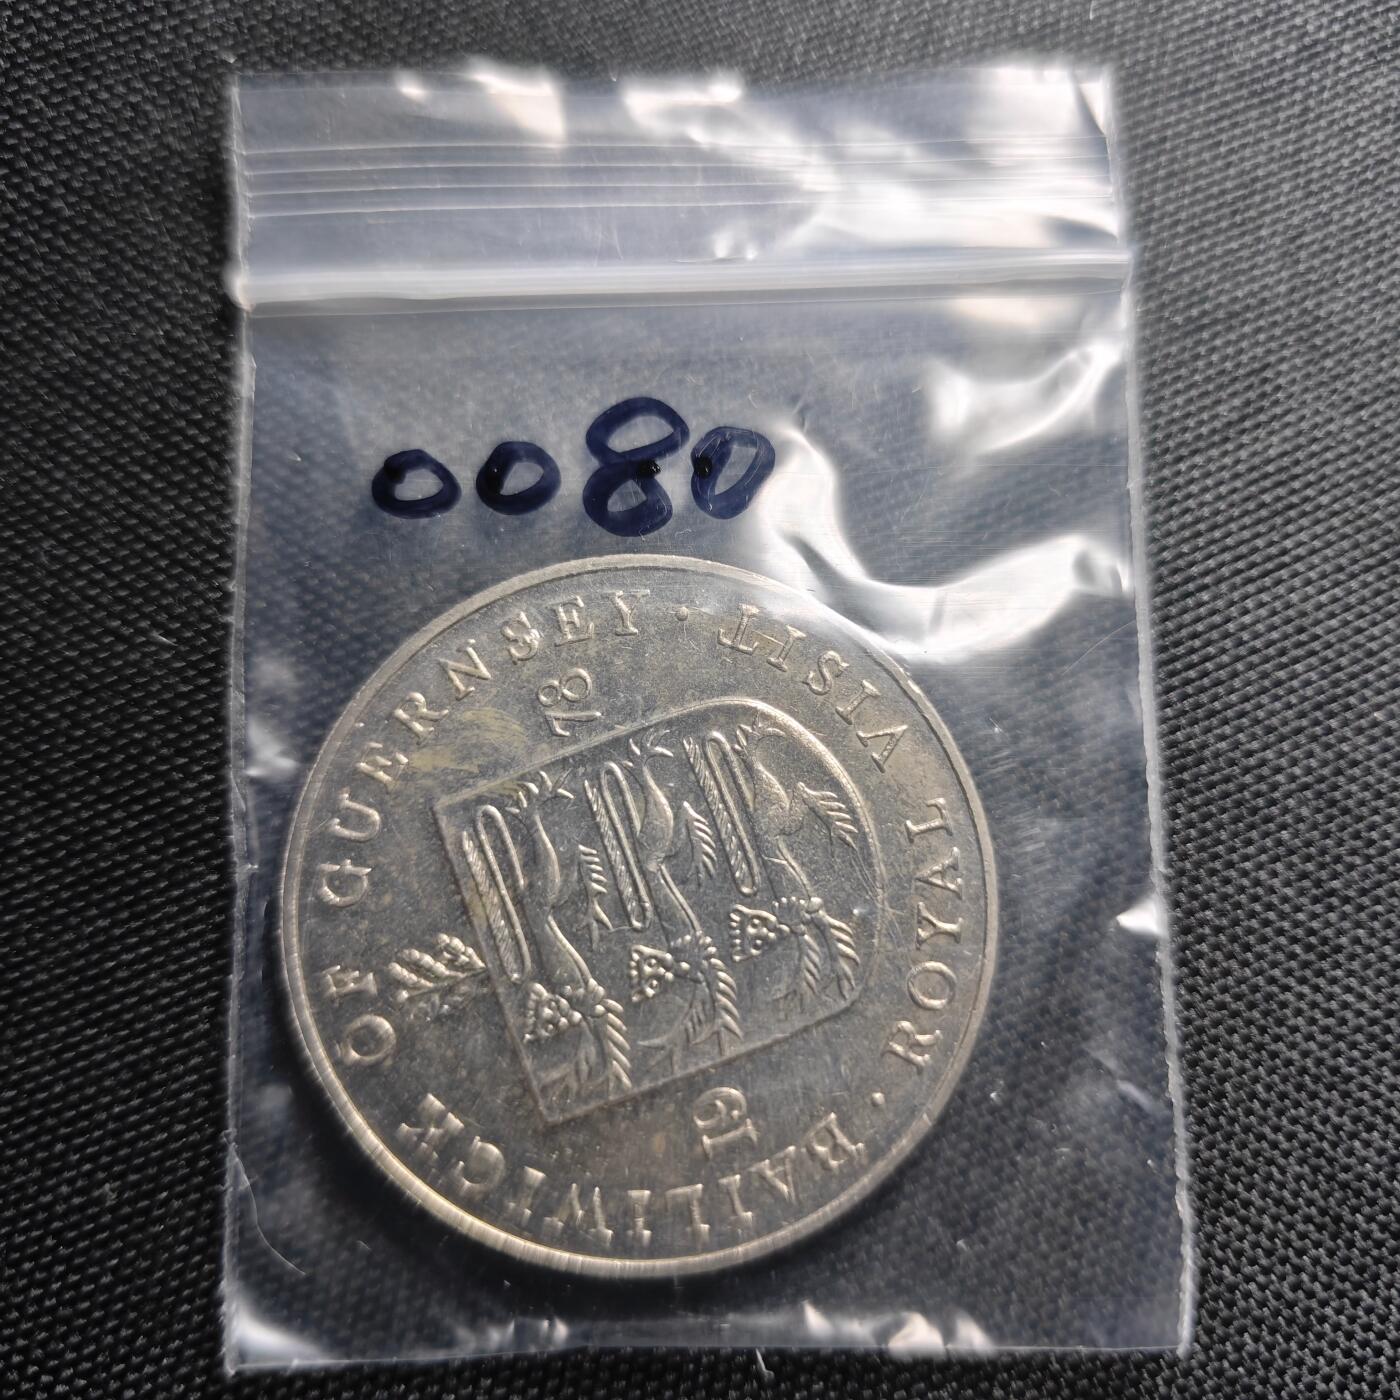 0080
BAILIWICK OF GUERNSEY · VISIT
ROYAL ·
19 78